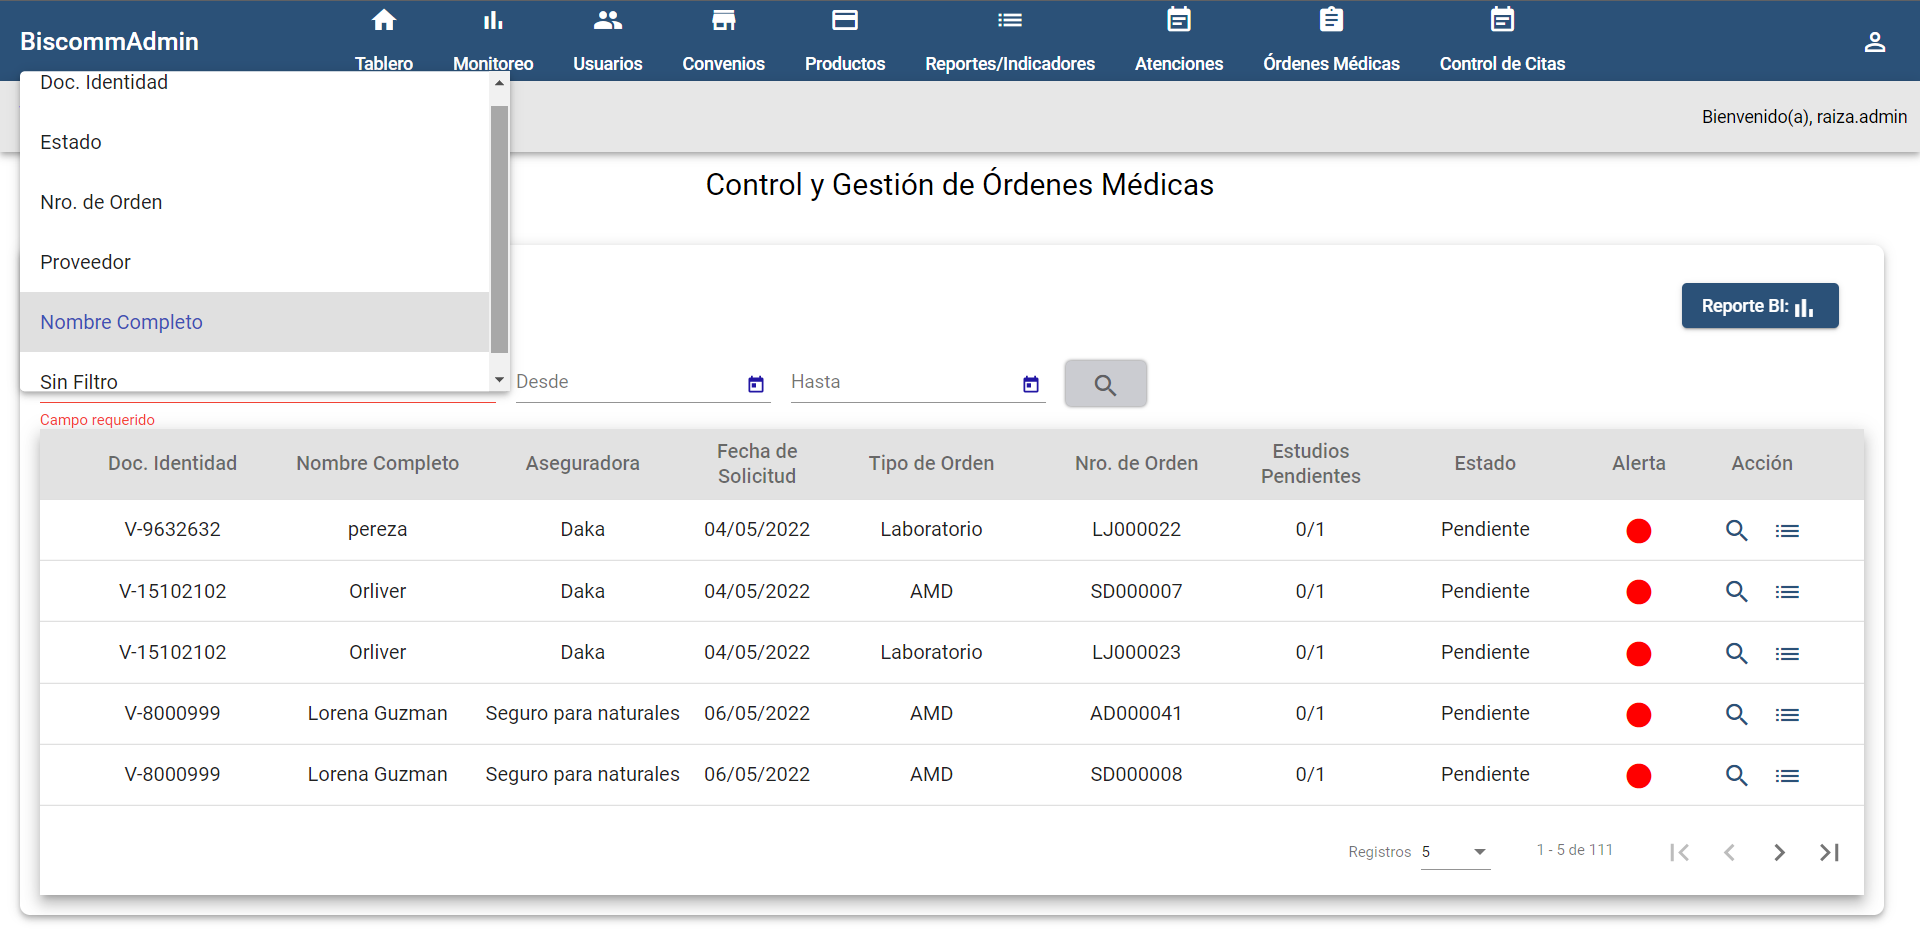 BiscommAdmin
Tablero
Monitoreo
Usuarios
Convenios
Productos
Reportes/Indicadores
Atenciones
Órdenes Médicas
Control de Citas
Bienvenido(a), raiza.admin
Doc. Identidad
Estado
Nro. de Orden
Proveedor
Nombre Completo
Sin Filtro
Control y Gestión de Órdenes Médicas
Reporte BI:
Desde
Hasta
Campo requerido
Doc. Identidad Nombre Completo Aseguradora Fecha de Solicitud Tipo de Orden Nro. de Orden Estudios Pendientes Estado Alerta Acción
V-9632632 pereza Daka 04/05/2022 Laboratorio LJ000022 0/1 Pendiente
V-15102102 Orliver Daka 04/05/2022 AMD SD000007 0/1 Pendiente
V-15102102 Orliver Daka 04/05/2022 Laboratorio LJ000023 0/1 Pendiente
V-8000999 Lorena Guzman Seguro para naturales 06/05/2022 AMD AD000041 0/1 Pendiente
V-8000999 Lorena Guzman Seguro para naturales 06/05/2022 AMD SD000008 0/1 Pendiente
Registros 5 1 - 5 de 111